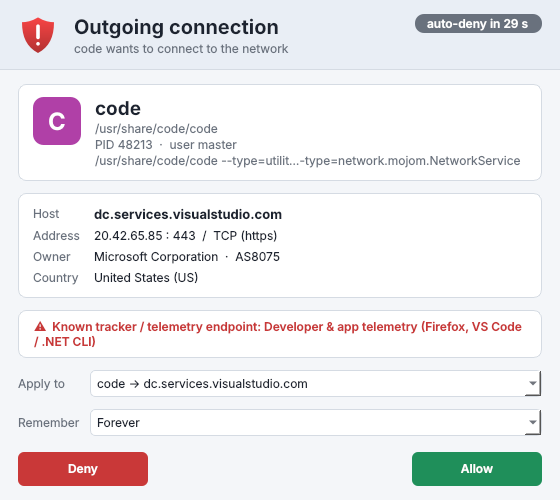 Outgoing connection
code wants to connect to the network
auto-deny in 29 s
C
code
/usr/share/code/code
PID 48213 · user master
/usr/share/code/code --type=utilit...-type=network.mojom.NetworkService
Host dc.services.visualstudio.com
Address 20.42.65.85 : 443 / TCP (https)
Owner Microsoft Corporation · AS8075
Country United States (US)
⚠ Known tracker / telemetry endpoint: Developer & app telemetry (Firefox, VS Code
/ .NET CLI)
Apply to code → dc.services.visualstudio.com
Remember Forever
Deny Allow